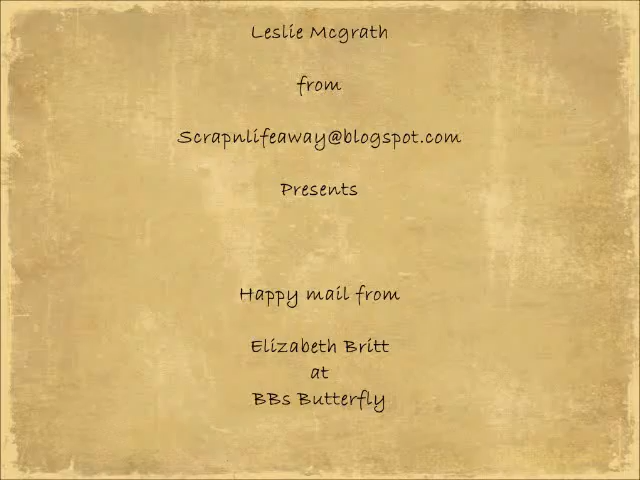 Leslie Mcgrath
from
Scrapnlifeaway@blogspot.com
Presents
Happy mail from
Elizabeth Britt
at
BBs Butterfly